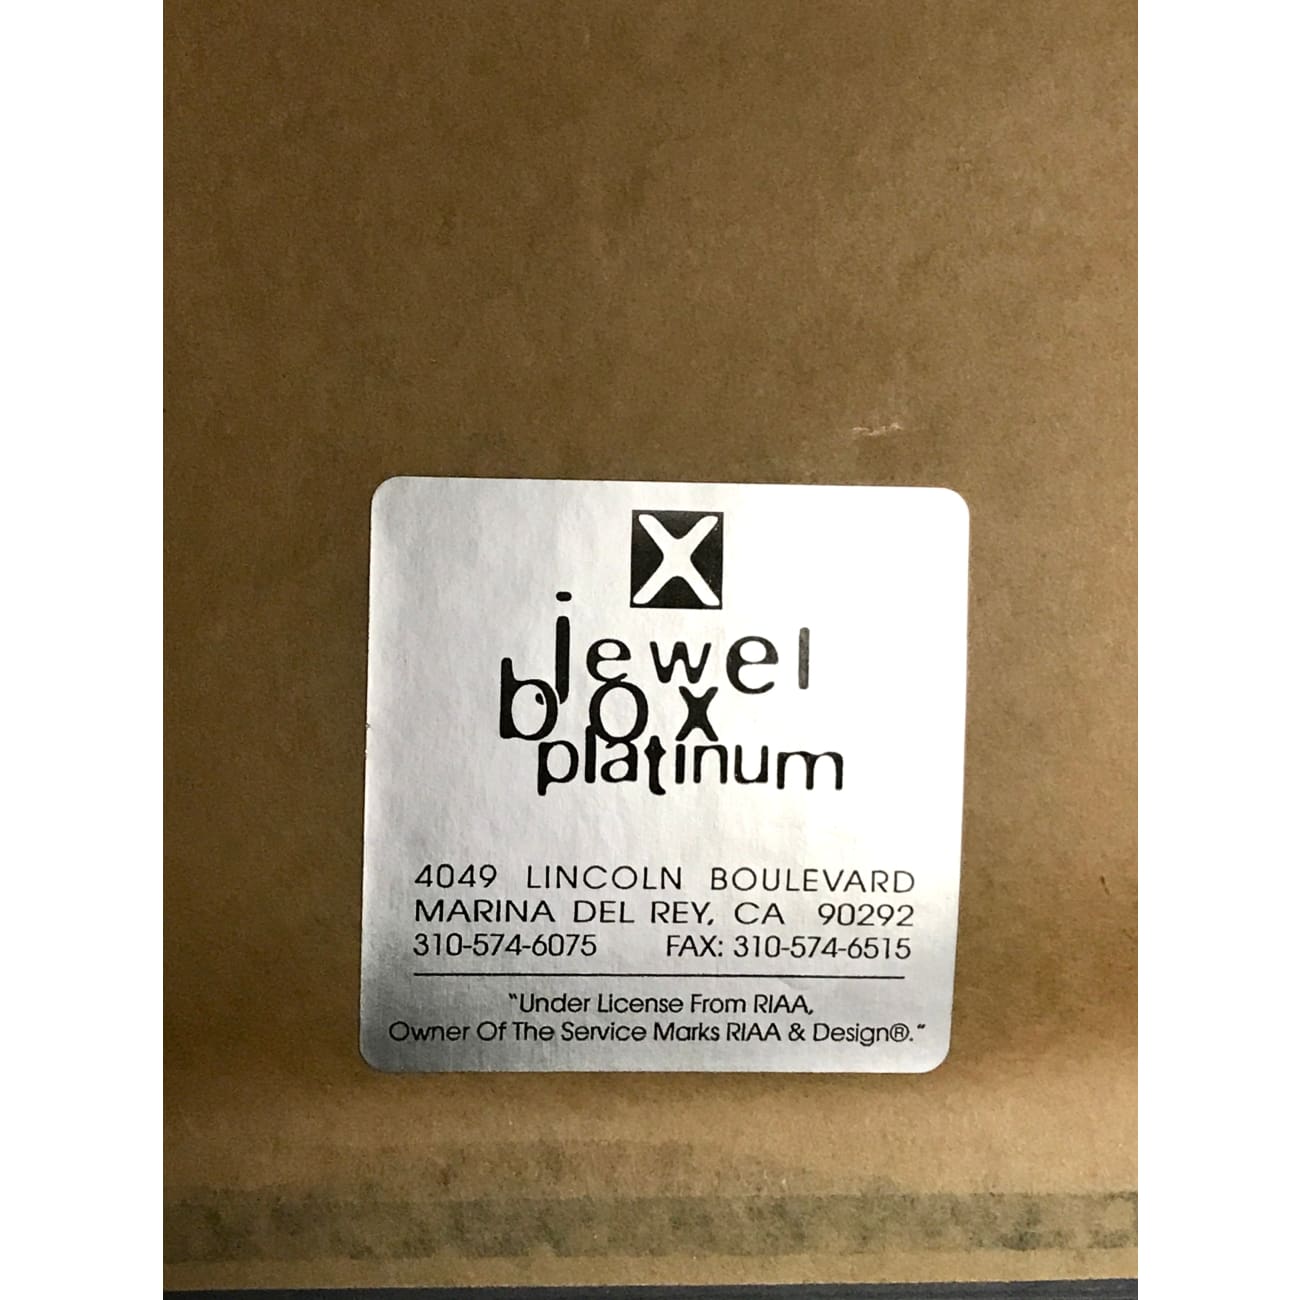 X
jewel
box
platinum
4049 LINCOLN BOULEVARD
MARINA DEL REY, CA 90292
310-574-6075 FAX: 310-574-6515
"Under License From RIAA,
Owner Of The Service Marks RIAA & Design®."